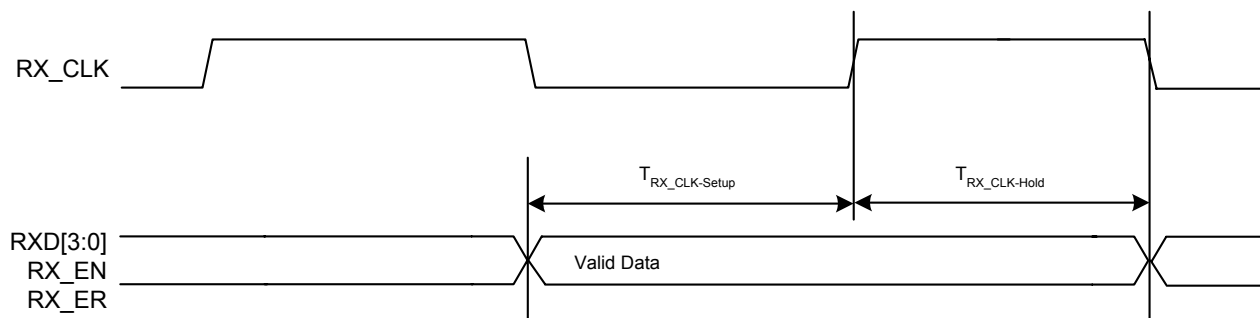 RX_CLK
T_RX_CLK-Setup
T_RX_CLK-Hold
RXD[3:0]
RX_EN
RX_ER
Valid Data